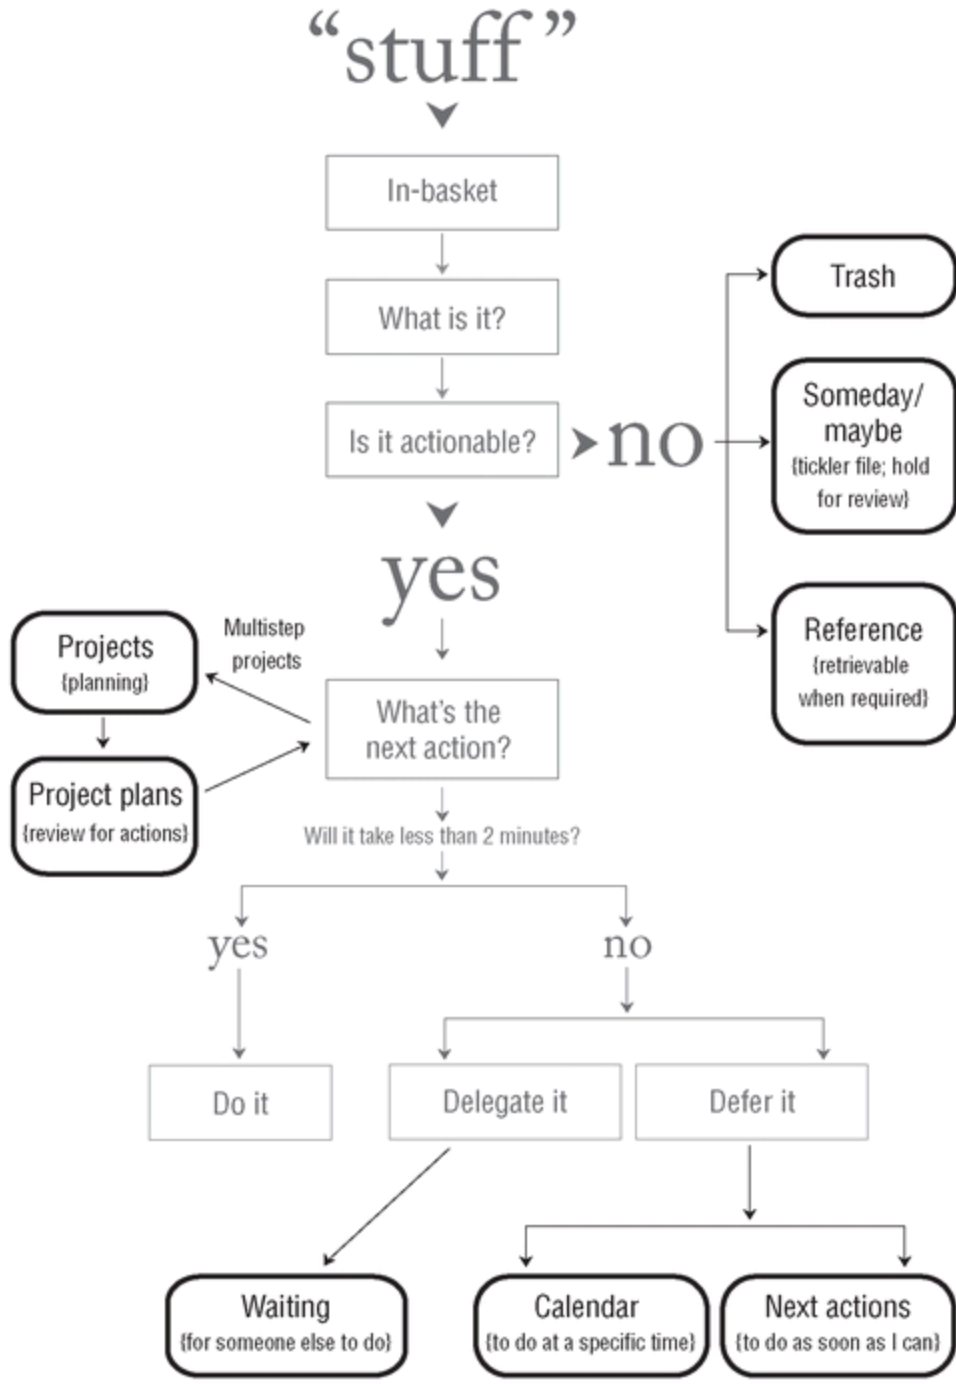 “stuff”
In-basket
What is it?
Is it actionable?
no
Trash
Someday/
maybe
{tickler file; hold
for review}
Reference
{retrievable
when required}
yes
Multistep
projects
Projects
{planning}
Project plans
{review for actions}
What’s the
next action?
Will it take less than 2 minutes?
yes
no
Do it
Delegate it
Defer it
Waiting
{for someone else to do}
Calendar
{to do at a specific time}
Next actions
{to do as soon as I can}